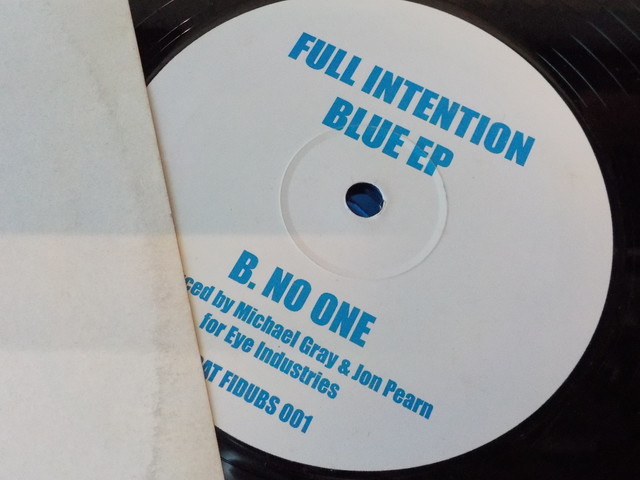 FULL INTENTION
BLUE EP
B. NO ONE
by Michael Gray & Jon Pearn
for Eye Industries
FIDUBS 001